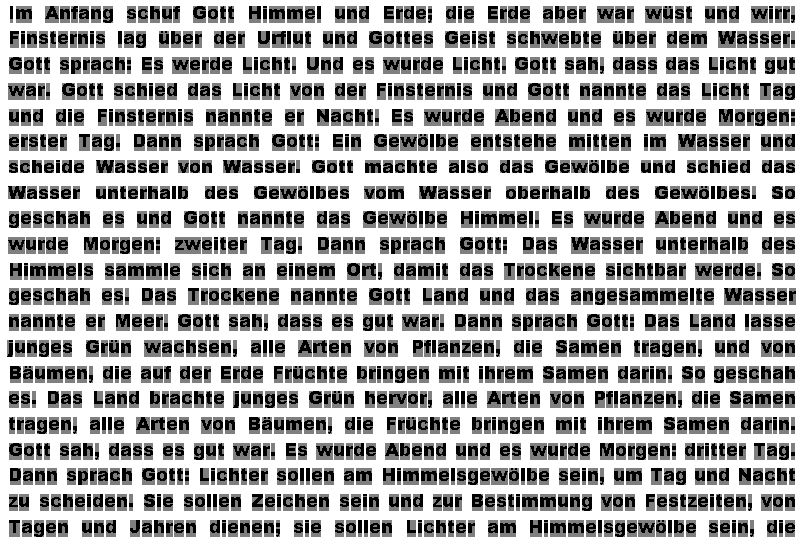 Im Anfang schuf Gott Himmel und Erde; die Erde aber war wüst und wirr,
Finsternis lag über der Urflut und Gottes Geist schwebte über dem Wasser.
Gott sprach: Es werde Licht. Und es wurde Licht. Gott sah, dass das Licht gut
war. Gott schied das Licht von der Finsternis und Gott nannte das Licht Tag
und die Finsternis nannte er Nacht. Es wurde Abend und es wurde Morgen:
erster Tag. Dann sprach Gott: Ein Gewölbe entstehe mitten im Wasser und
scheide Wasser von Wasser. Gott machte also das Gewölbe und schied das
Wasser unterhalb des Gewölbes vom Wasser oberhalb des Gewölbes. So
geschah es und Gott nannte das Gewölbe Himmel. Es wurde Abend und es
wurde Morgen: zweiter Tag. Dann sprach Gott: Das Wasser unterhalb des
Himmels sammle sich an einem Ort, damit das Trockene sichtbar werde. So
geschah es. Das Trockene nannte Gott Land und das angesammelte Wasser
nannte er Meer. Gott sah, dass es gut war. Dann sprach Gott: Das Land lasse
junges Grün wachsen, alle Arten von Pflanzen, die Samen tragen, und von
Bäumen, die auf der Erde Früchte bringen mit ihrem Samen darin. So geschah
es. Das Land brachte junges Grün hervor, alle Arten von Pflanzen, die Samen
tragen, alle Arten von Bäumen, die Früchte bringen mit ihrem Samen darin.
Gott sah, dass es gut war. Es wurde Abend und es wurde Morgen: dritter Tag.
Dann sprach Gott: Lichter sollen am Himmelsgewölbe sein, um Tag und Nacht
zu scheiden. Sie sollen Zeichen sein und zur Bestimmung von Festzeiten, von
Tagen und Jahren dienen; sie sollen Lichter am Himmelsgewölbe sein, die